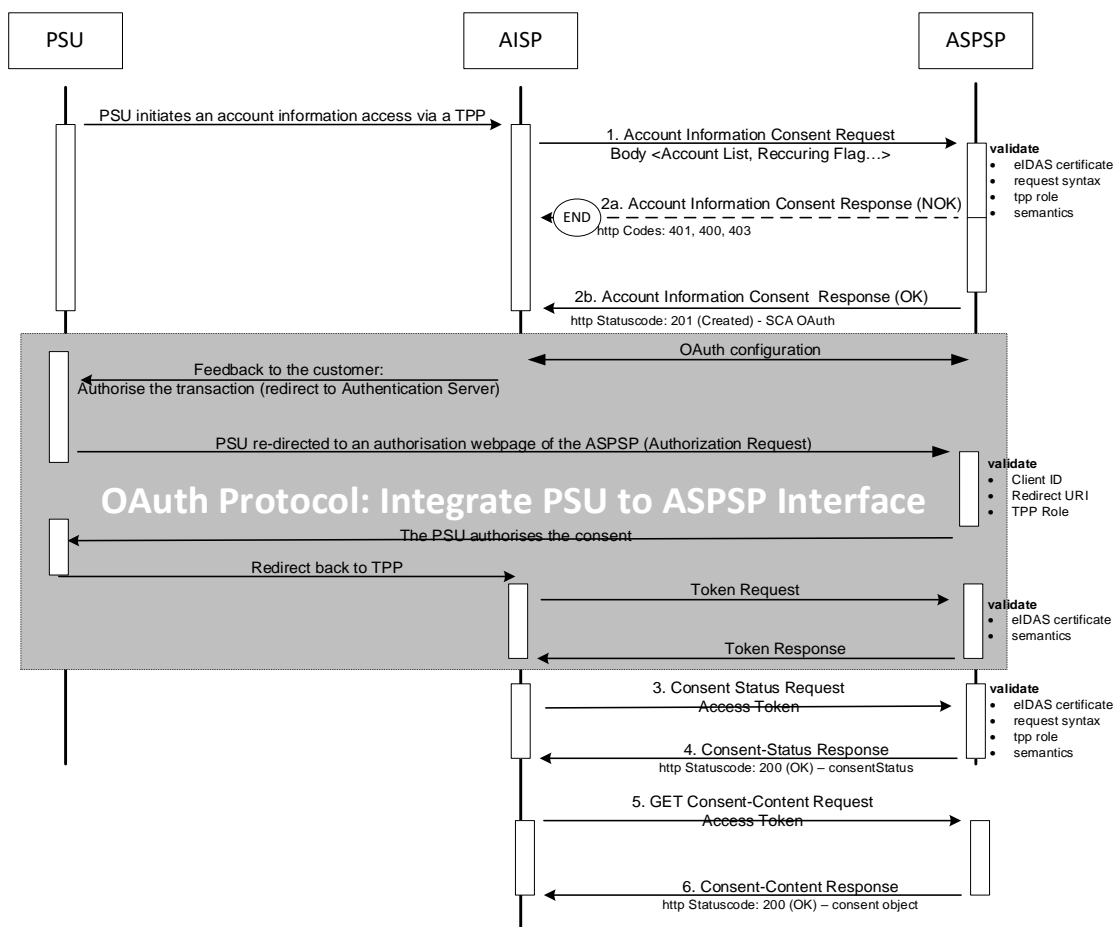 PSU
AISP
ASPSP
PSU initiates an account information access via a TPP
1. Account Information Consent Request
Body <Account List, Reccuring Flag…>
validate
• eIDAS certificate
• request syntax
• tpp role
• semantics
2a. Account Information Consent Response (NOK)
END
http Codes: 401, 400, 403
2b. Account Information Consent Response (OK)
http Statuscode: 201 (Created) - SCA OAuth
OAuth configuration
Feedback to the customer:
Authorise the transaction (redirect to Authentication Server)
PSU re-directed to an authorisation webpage of the ASPSP (Authorization Request)
validate
• Client ID
• Redirect URI
• TPP Role
OAuth Protocol: Integrate PSU to ASPSP Interface
The PSU authorises the consent
Redirect back to TPP
Token Request
validate
• eIDAS certificate
• semantics
Token Response
3. Consent Status Request
Access Token
validate
• eIDAS certificate
• request syntax
• tpp role
• semantics
4. Consent-Status Response
http Statuscode: 200 (OK) – consentStatus
5. GET Consent-Content Request
Access Token
6. Consent-Content Response
http Statuscode: 200 (OK) – consent object